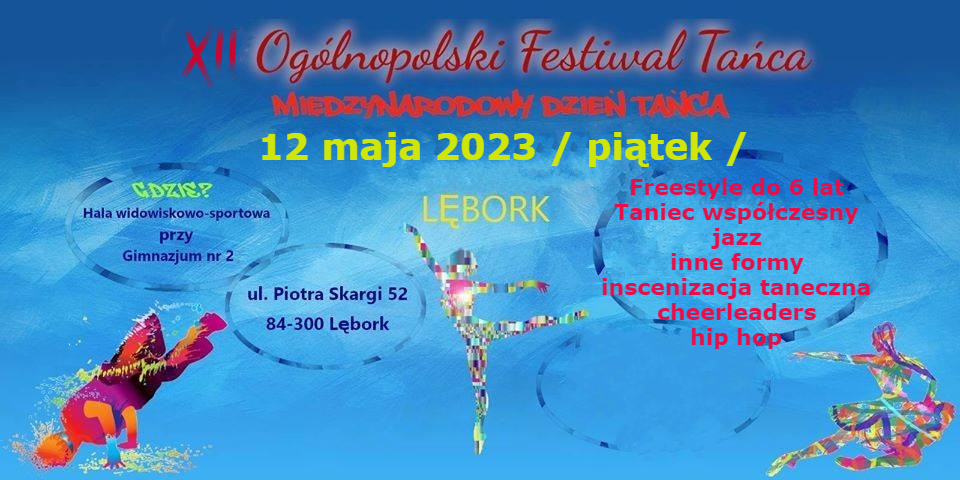 XII Ogólnopolski Festiwal Tańca
MIĘDZYNARODOWY DZIEŃ TAŃCA
12 maja 2023 / piątek /
LĘBORK
GDZIE?
Hala widowiskowo-sportowa
przy
Gimnazjum nr 2
ul. Piotra Skargi 52
84-300 Lębork
Freestyle do 6 lat
Taniec współczesny
jazz
inne formy
inscenizacja taneczna
cheerleaders
hip hop